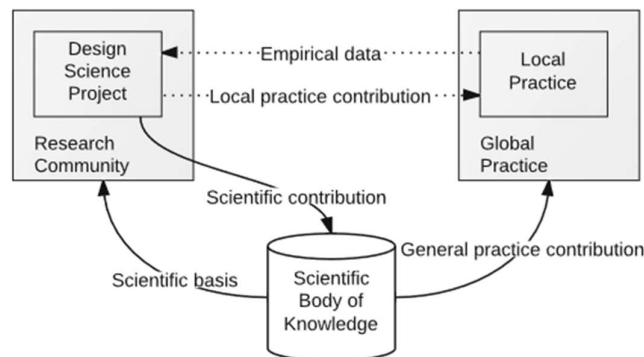 Design
Science
Project
Research
Community
Empirical data
Local practice contribution
Local
Practice
Global
Practice
Scientific contribution
Scientific basis
General practice contribution
Scientific
Body of
Knowledge